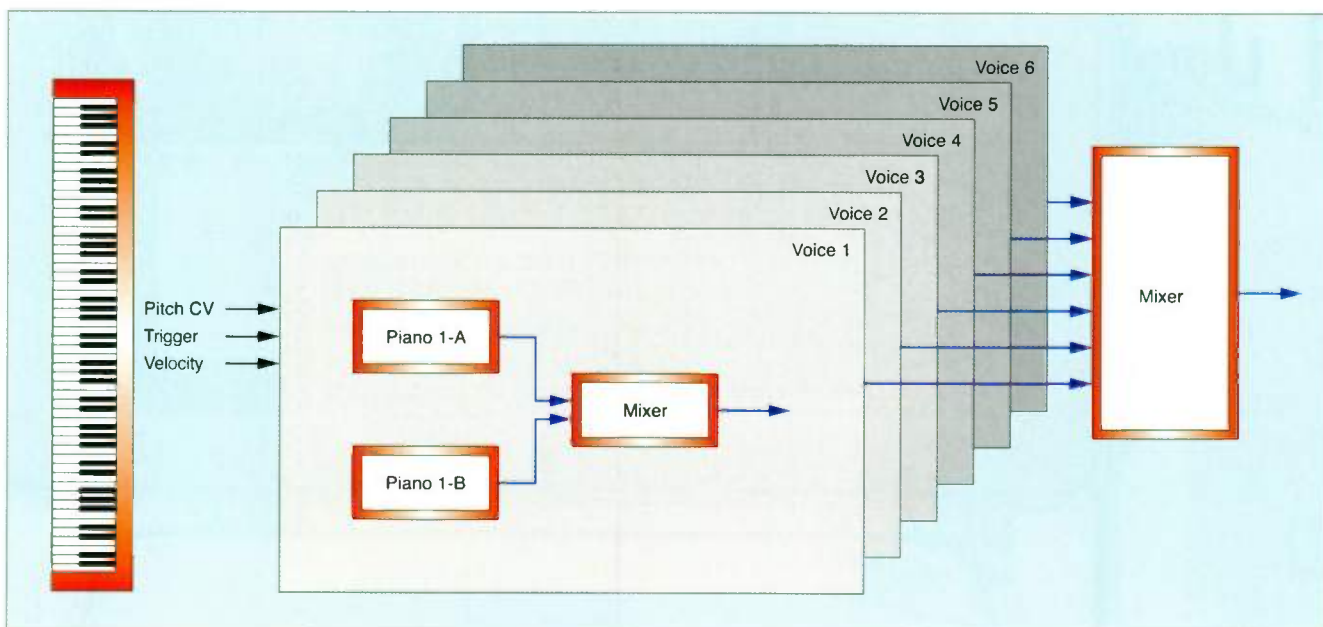 Voice 6
Voice 5
Voice 4
Voice 3
Voice 2
Voice 1
Pitch CV
Trigger
Velocity
Piano 1-A
Mixer
Piano 1-B
Mixer